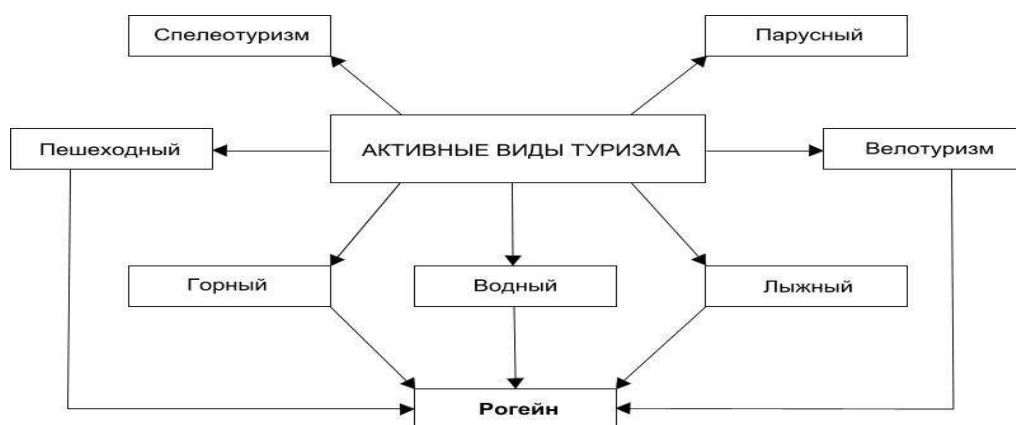 Спелеотуризм
Парусный
Пешеходный
АКТИВНЫЕ ВИДЫ ТУРИЗМА
Велотуризм
Горный
Водный
Лыжный
Рогейн